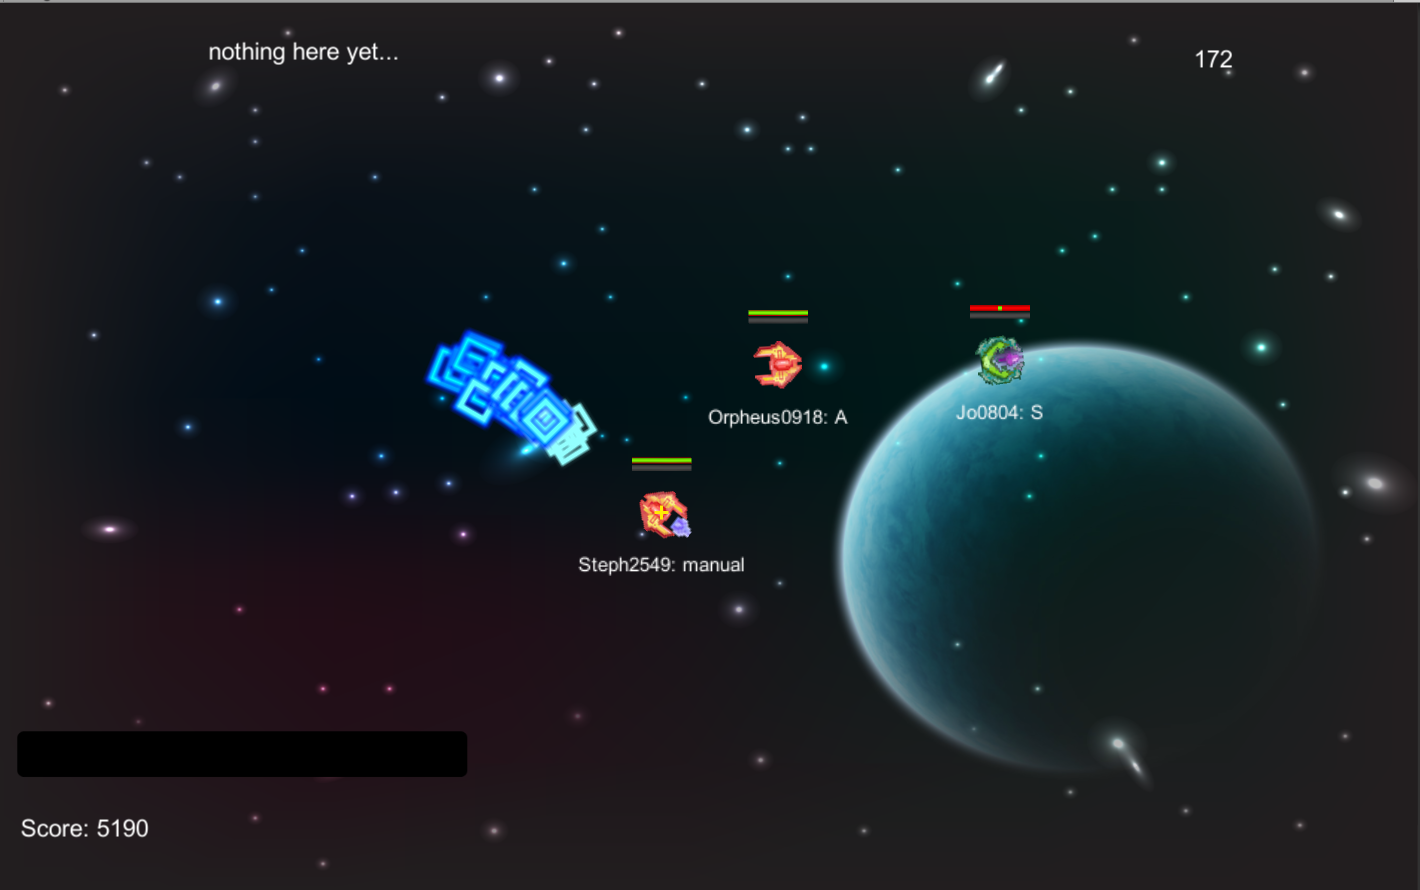 nothing here yet...
172
Orpheus0918: A
Jo0804: S
Steph2549: manual
Score: 5190